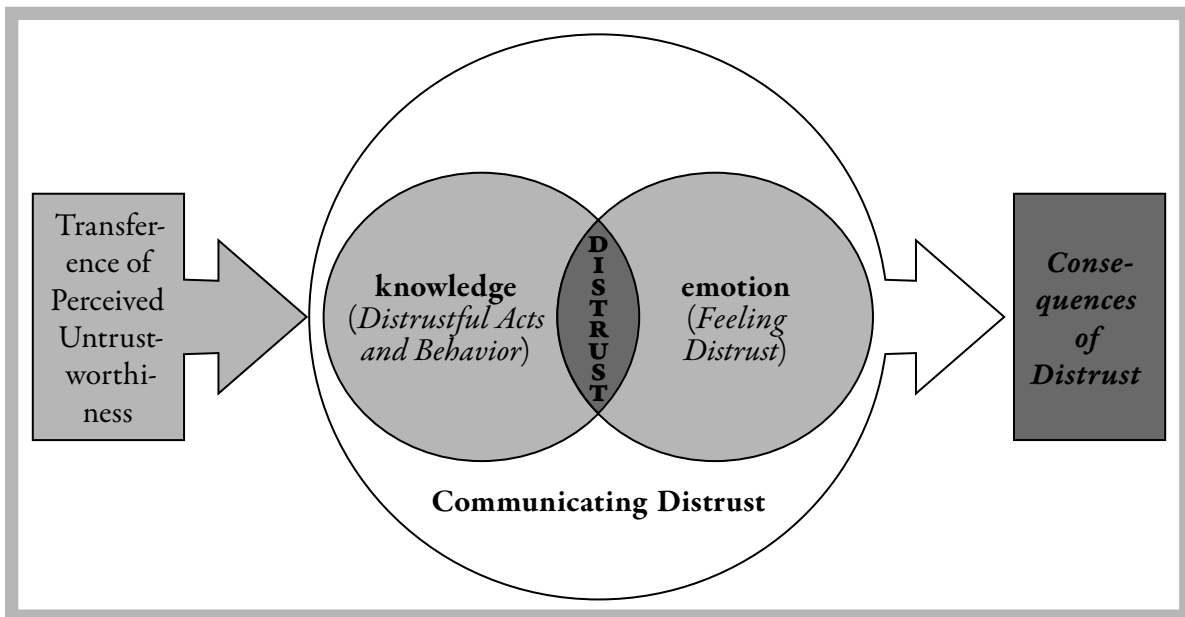 Transfer-
ence of
Perceived
Untrust-
worthi-
ness
knowledge
(Distrustful Acts
and Behavior)
DISTRUST
emotion
(Feeling
Distrust)
Communicating Distrust
Conse-
quences
of
Distrust